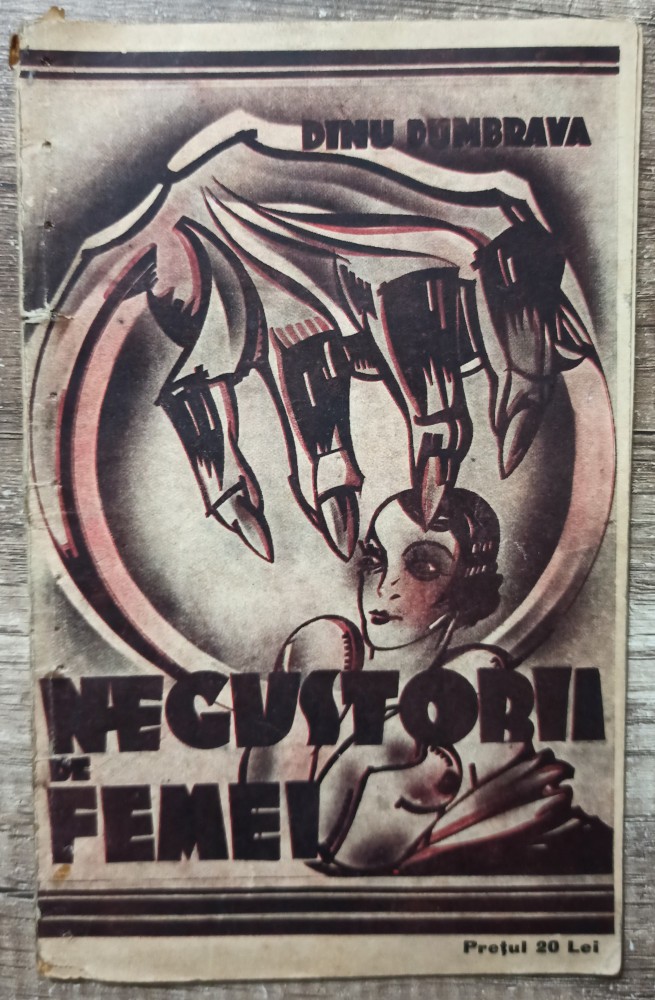 DINU DUMBRAVA
NEGUSTORII
DE
FEMEI
Prețul 20 Lei